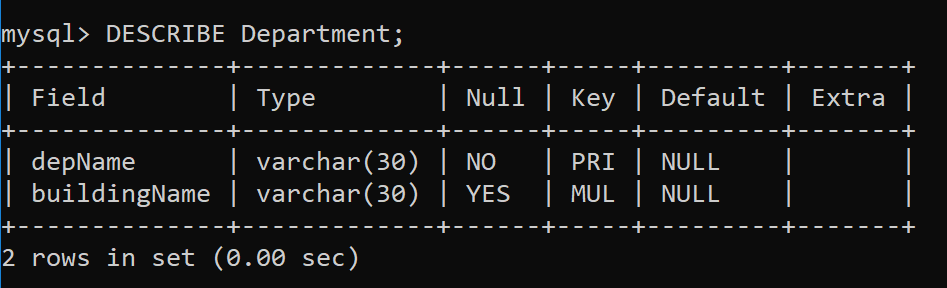 mysql> DESCRIBE Department;
+--------------+-------------+------+-----+---------+-------+
| Field        | Type        | Null | Key | Default | Extra |
+--------------+-------------+------+-----+---------+-------+
| depName      | varchar(30) | NO   | PRI | NULL    |       |
| buildingName | varchar(30) | YES  | MUL | NULL    |       |
+--------------+-------------+------+-----+---------+-------+
2 rows in set (0.00 sec)